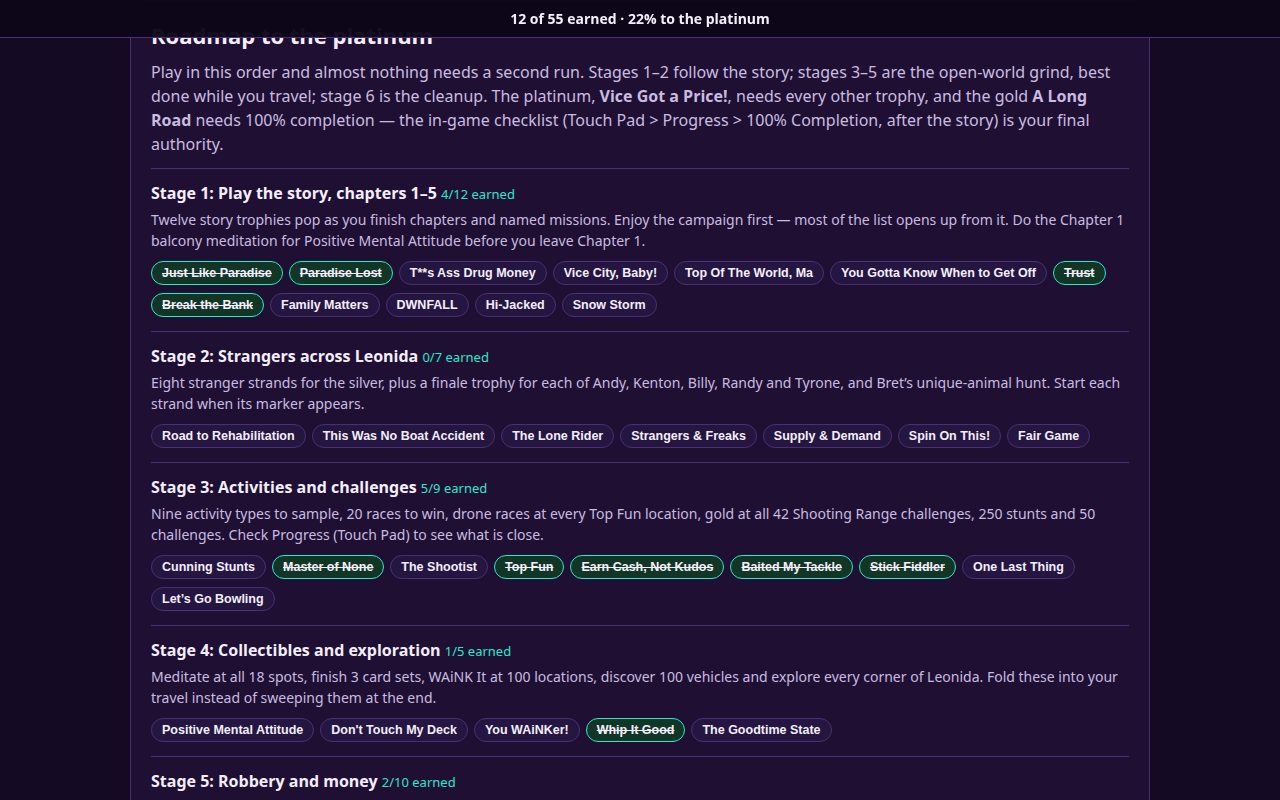 12 of 55 earned · 22% to the platinum
Roadmap to the platinum
Play in this order and almost nothing needs a second run. Stages 1–2 follow the story; stages 3–5 are the open-world grind, best
done while you travel; stage 6 is the cleanup. The platinum, Vice Got a Price!, needs every other trophy, and the gold A Long
Road needs 100% completion — the in-game checklist (Touch Pad > Progress > 100% Completion, after the story) is your final
authority.
Stage 1: Play the story, chapters 1–5 4/12 earned
Twelve story trophies pop as you finish chapters and named missions. Enjoy the campaign first — most of the list opens up from it. Do the Chapter 1
balcony meditation for Positive Mental Attitude before you leave Chapter 1.
Just Like Paradise Paradise Lost T**s Ass Drug Money Vice City, Baby! Top Of The World, Ma You Gotta Know When to Get Off Trust
Break the Bank Family Matters DWNFALL Hi-Jacked Snow Storm
Stage 2: Strangers across Leonida 0/7 earned
Eight stranger strands for the silver, plus a finale trophy for each of Andy, Kenton, Billy, Randy and Tyrone, and Bret's unique-animal hunt. Start each
strand when its marker appears.
Road to Rehabilitation This Was No Boat Accident The Lone Rider Strangers & Freaks Supply & Demand Spin On This! Fair Game
Stage 3: Activities and challenges 5/9 earned
Nine activity types to sample, 20 races to win, drone races at every Top Fun location, gold at all 42 Shooting Range challenges, 250 stunts and 50
challenges. Check Progress (Touch Pad) to see what is close.
Cunning Stunts Master of None The Shootist Top Fun Earn Cash, Not Kudos Baited My Tackle Stick Fiddler One Last Thing
Let's Go Bowling
Stage 4: Collectibles and exploration 1/5 earned
Meditate at all 18 spots, finish 3 card sets, WAiNK It at 100 locations, discover 100 vehicles and explore every corner of Leonida. Fold these into your
travel instead of sweeping them at the end.
Positive Mental Attitude Don't Touch My Deck You WAiNKer! Whip It Good The Goodtime State
Stage 5: Robbery and money 2/10 earned